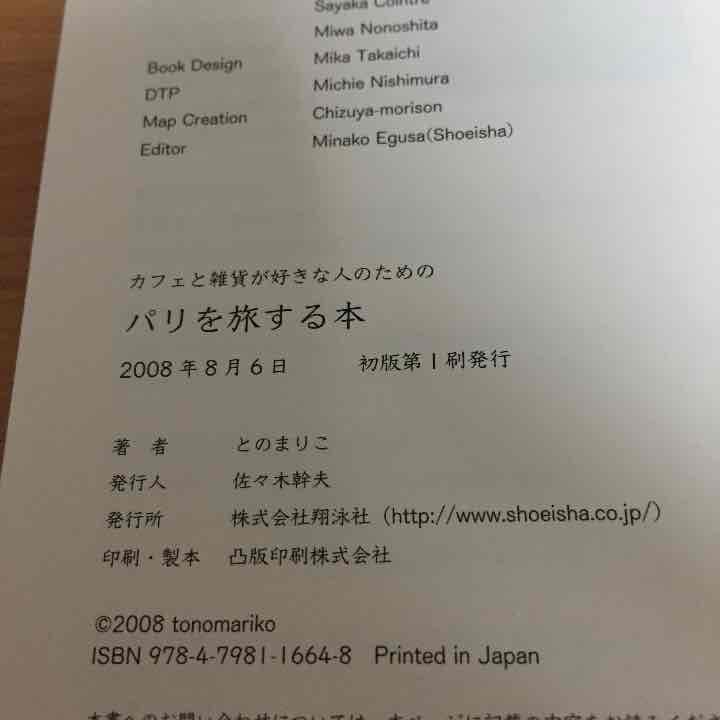 Sayaka Cointre
Miwa Nonoshita
Book Design Mika Takaichi
DTP Michie Nishimura
Map Creation Chizuya-morison
Editor Minako Egusa(Shoeisha)
カフェと雑貨が好きな人のための
パリを旅する本
2008年8月6日 初版第1刷発行
著 者 とのまりこ
発行人 佐々木幹夫
発行所 株式会社翔泳社(http://www.shoeisha.co.jp/)
印刷・製本 凸版印刷株式会社
©2008 tonomariko
ISBN 978-4-7981-1664-8 Printed in Japan